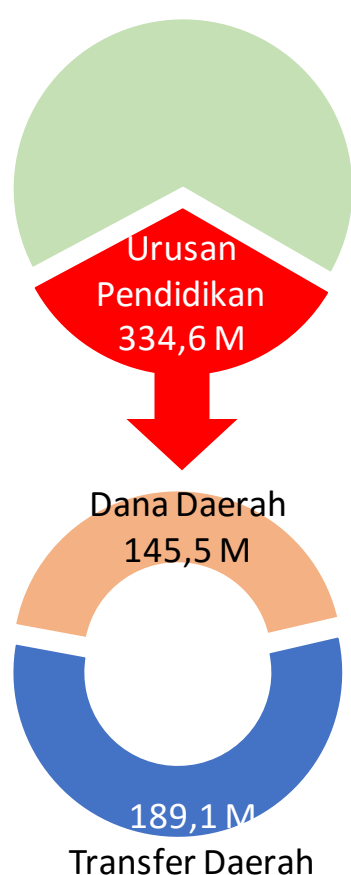 Urusan
Pendidikan
334,6 M
Dana Daerah
145,5 M
189,1 M
Transfer Daerah